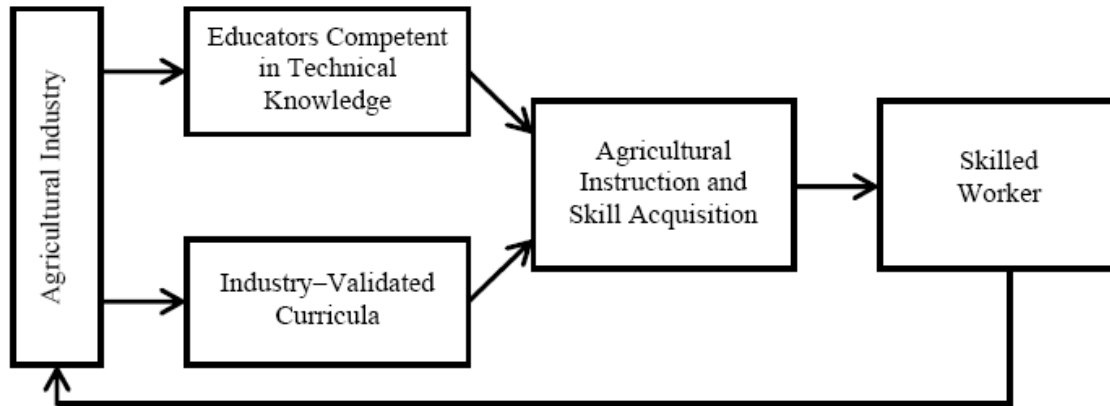 Agricultural Industry
Educators Competent
in Technical
Knowledge
Industry–Validated
Curricula
Agricultural
Instruction and
Skill Acquisition
Skilled
Worker